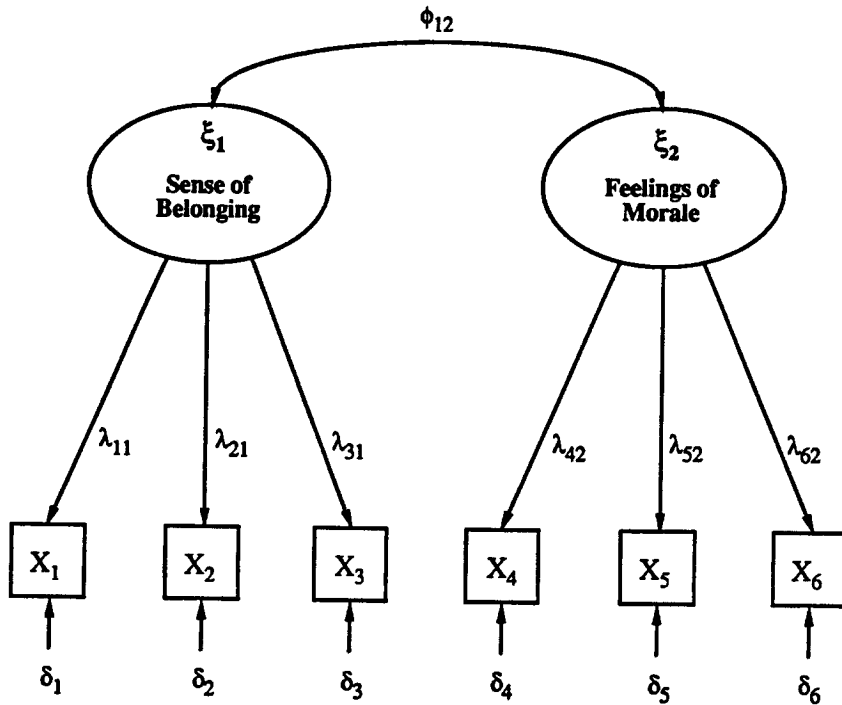 ϕ₁₂
ξ₁
Sense of
Belonging
ξ₂
Feelings of
Morale
λ₁₁
λ₂₁
λ₃₁
λ₄₂
λ₅₂
λ₆₂
X₁
X₂
X₃
X₄
X₅
X₆
δ₁
δ₂
δ₃
δ₄
δ₅
δ₆